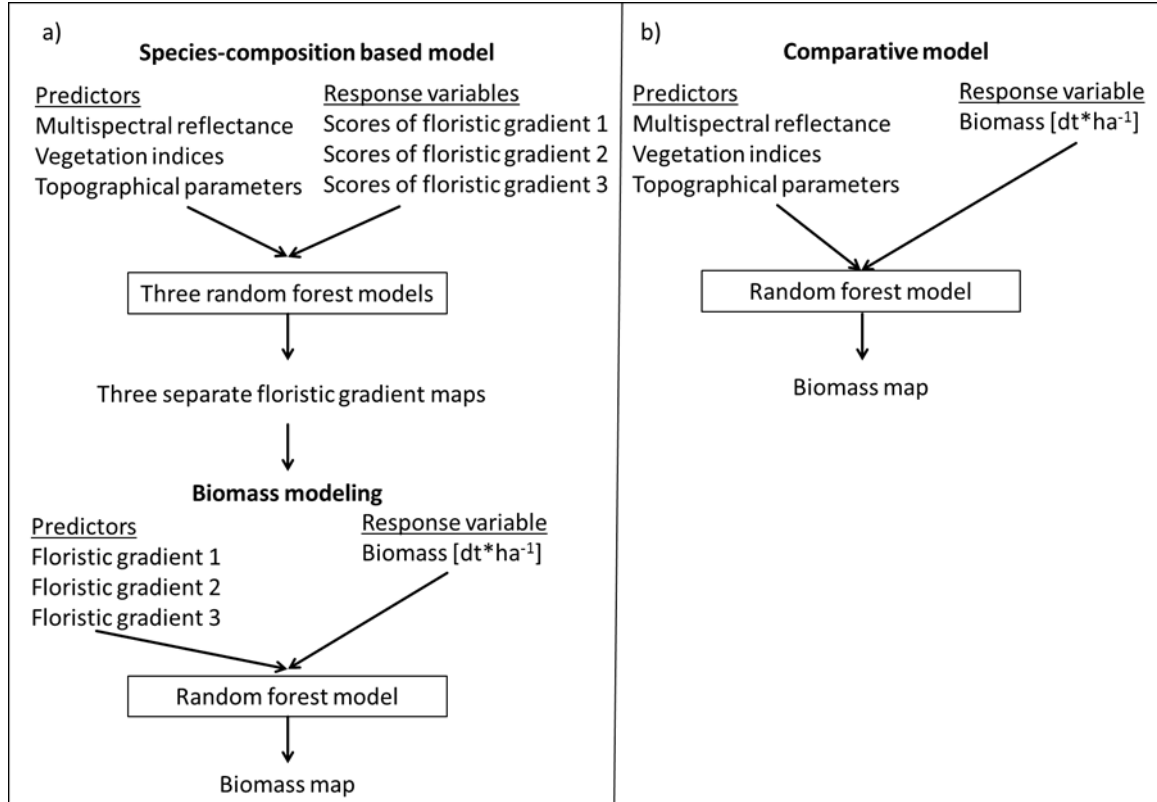 a)
Species-composition based model
Predictors
Multispectral reflectance
Vegetation indices
Topographical parameters
Response variables
Scores of floristic gradient 1
Scores of floristic gradient 2
Scores of floristic gradient 3
Three random forest models
Three separate floristic gradient maps
Biomass modeling
Predictors
Floristic gradient 1
Floristic gradient 2
Floristic gradient 3
Response variable
Biomass [dt*ha⁻¹]
Random forest model
Biomass map
b)
Comparative model
Predictors
Multispectral reflectance
Vegetation indices
Topographical parameters
Response variable
Biomass [dt*ha⁻¹]
Random forest model
Biomass map